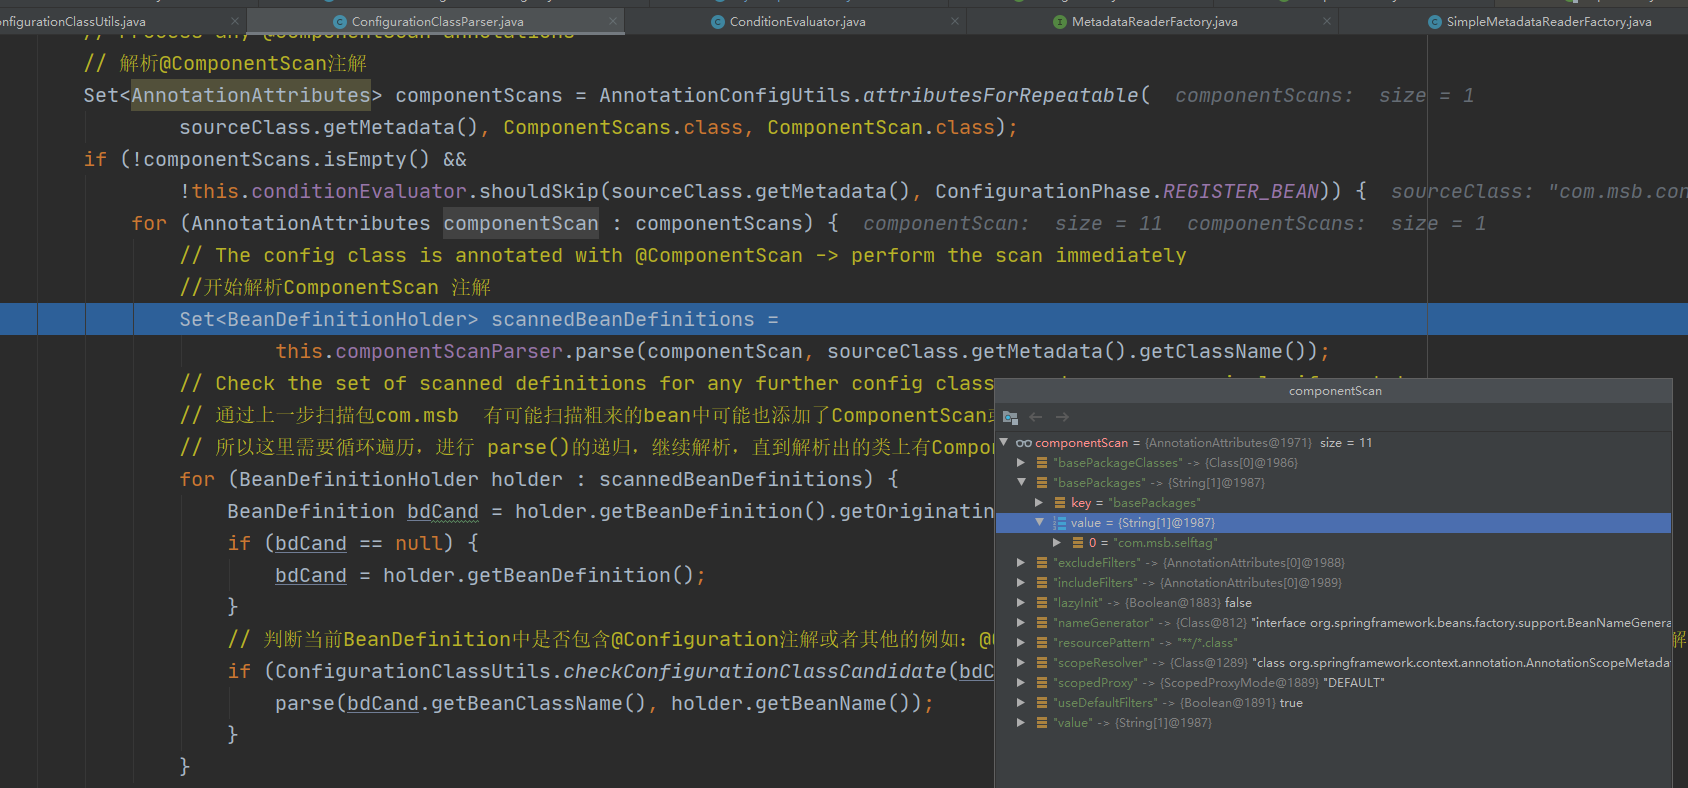 onfigurationClassUtils.java ConfigurationClassParser.java ConditionEvaluator.java MetadataReaderFactory.java SimpleMetadataReaderFactory.java
// Process any @ComponentScan annotations
// 解析@ComponentScan注解
Set<AnnotationAttributes> componentScans = AnnotationConfigUtils.attributesForRepeatable( componentScans: size = 1
sourceClass.getMetadata(), ComponentScans.class, ComponentScan.class);
if (!componentScans.isEmpty() &&
!this.conditionEvaluator.shouldSkip(sourceClass.getMetadata(), ConfigurationPhase.REGISTER_BEAN)) { sourceClass: "com.msb.con
for (AnnotationAttributes componentScan : componentScans) { componentScan: size = 11 componentScans: size = 1
// The config class is annotated with @ComponentScan -> perform the scan immediately
//开始解析ComponentScan 注解
Set<BeanDefinitionHolder> scannedBeanDefinitions =
this.componentScanParser.parse(componentScan, sourceClass.getMetadata().getClassName());
// Check the set of scanned definitions for any further config class
// 通过上一步扫描包com.msb 有可能扫描粗来的bean中可能也添加了ComponentScan或
// 所以这里需要循环遍历，进行 parse()的递归，继续解析，直到解析出的类上有Compo
for (BeanDefinitionHolder holder : scannedBeanDefinitions) {
BeanDefinition bdCand = holder.getBeanDefinition().getOriginatin
if (bdCand == null) {
bdCand = holder.getBeanDefinition();
}
// 判断当前BeanDefinition中是否包含@Configuration注解或者其他的例如：@ 解
if (ConfigurationClassUtils.checkConfigurationClassCandidate(bdC
parse(bdCand.getBeanClassName(), holder.getBeanName());
}
}
componentScan
componentScan = {AnnotationAttributes@1971} size = 11
"basePackageClasses" -> {Class[0]@1986}
"basePackages" -> {String[1]@1987}
key = "basePackages"
value = {String[1]@1987}
0 = "com.msb.selftag"
"excludeFilters" -> {AnnotationAttributes[0]@1988}
"includeFilters" -> {AnnotationAttributes[0]@1989}
"lazyInit" -> {Boolean@1883} false
"nameGenerator" -> {Class@812} "interface org.springframework.beans.factory.support.BeanNameGenera
"resourcePattern" -> "**/*.class"
"scopeResolver" -> {Class@1289} "class org.springframework.context.annotation.AnnotationScopeMetada
"scopedProxy" -> {ScopedProxyMode@1889} "DEFAULT"
"useDefaultFilters" -> {Boolean@1891} true
"value" -> {String[1]@1987}